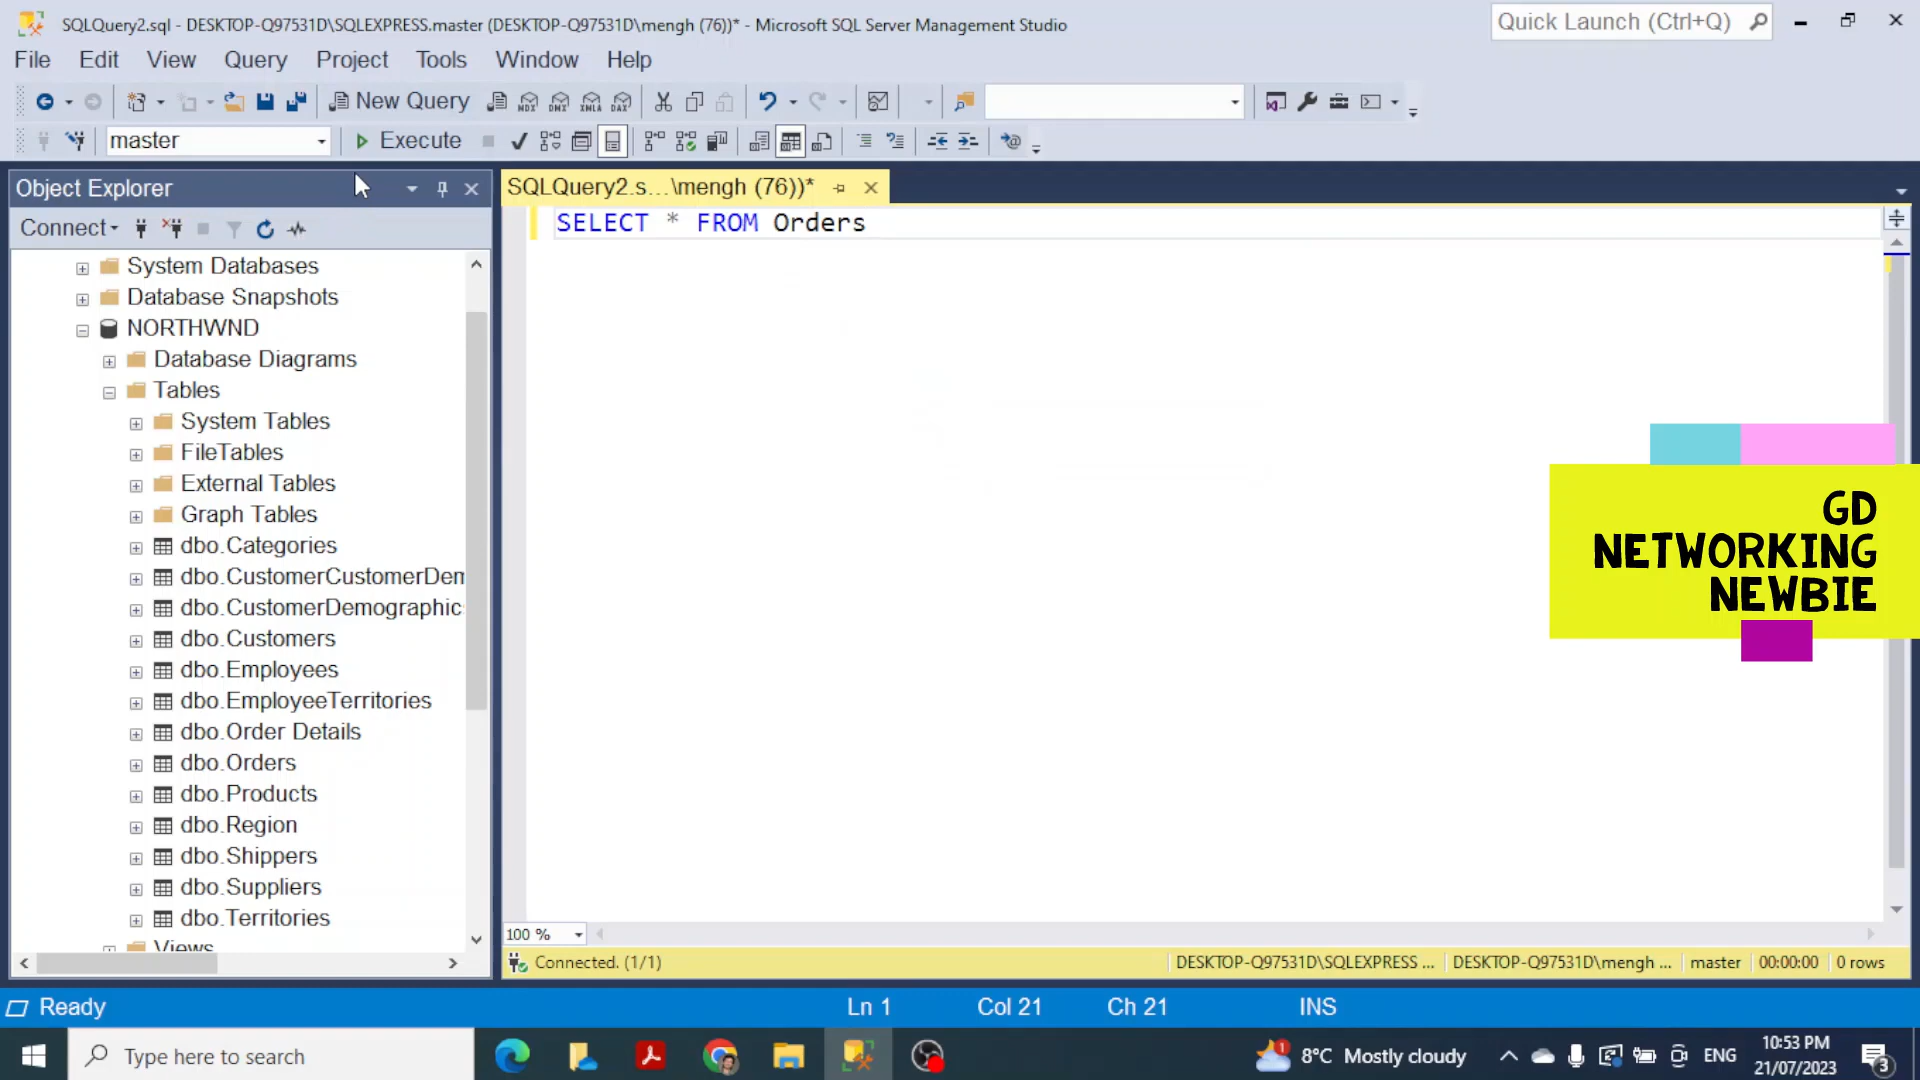 SQLQuery2.sql - DESKTOP-Q97531D\SQLEXPRESS.master (DESKTOP-Q97531D\mengh (76))* - Microsoft SQL Server Management Studio
Quick Launch (Ctrl+Q)
File Edit View Query Project Tools Window Help
New Query MDX DMX XMLA DAX
master Execute
Object Explorer
SQLQuery2.s...\mengh (76))*
Connect
SELECT * FROM Orders
System Databases
Database Snapshots
NORTHWND
Database Diagrams
Tables
System Tables
FileTables
External Tables
Graph Tables
dbo.Categories
dbo.CustomerCustomerDem
dbo.CustomerDemographic
dbo.Customers
dbo.Employees
dbo.EmployeeTerritories
dbo.Order Details
dbo.Orders
dbo.Products
dbo.Region
dbo.Shippers
dbo.Suppliers
dbo.Territories
Views
GD
NETWORKING
NEWBIE
100 %
Connected. (1/1) DESKTOP-Q97531D\SQLEXPRESS ... DESKTOP-Q97531D\mengh ... master 00:00:00 0 rows
Ready Ln 1 Col 21 Ch 21 INS
Type here to search
1 8°C Mostly cloudy ENG 10:53 PM
21/07/2023 3